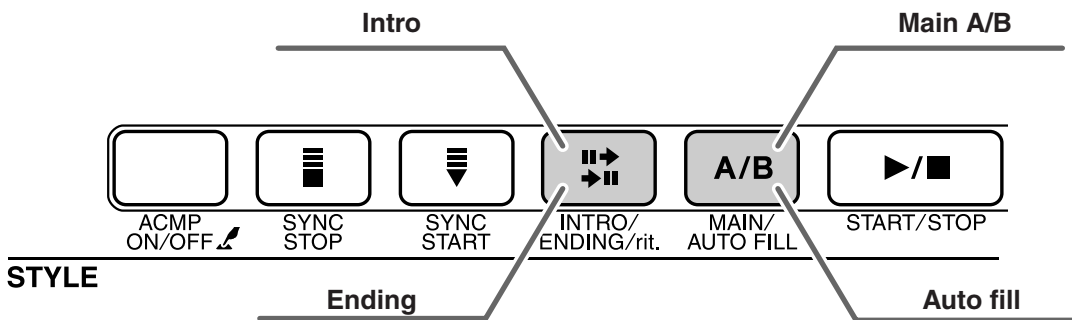 Intro
Main A/B
A/B
ACMP
ON/OFF
SYNC
STOP
SYNC
START
INTRO/
ENDING/rit.
MAIN/
AUTO FILL
START/STOP
STYLE
Ending
Auto fill